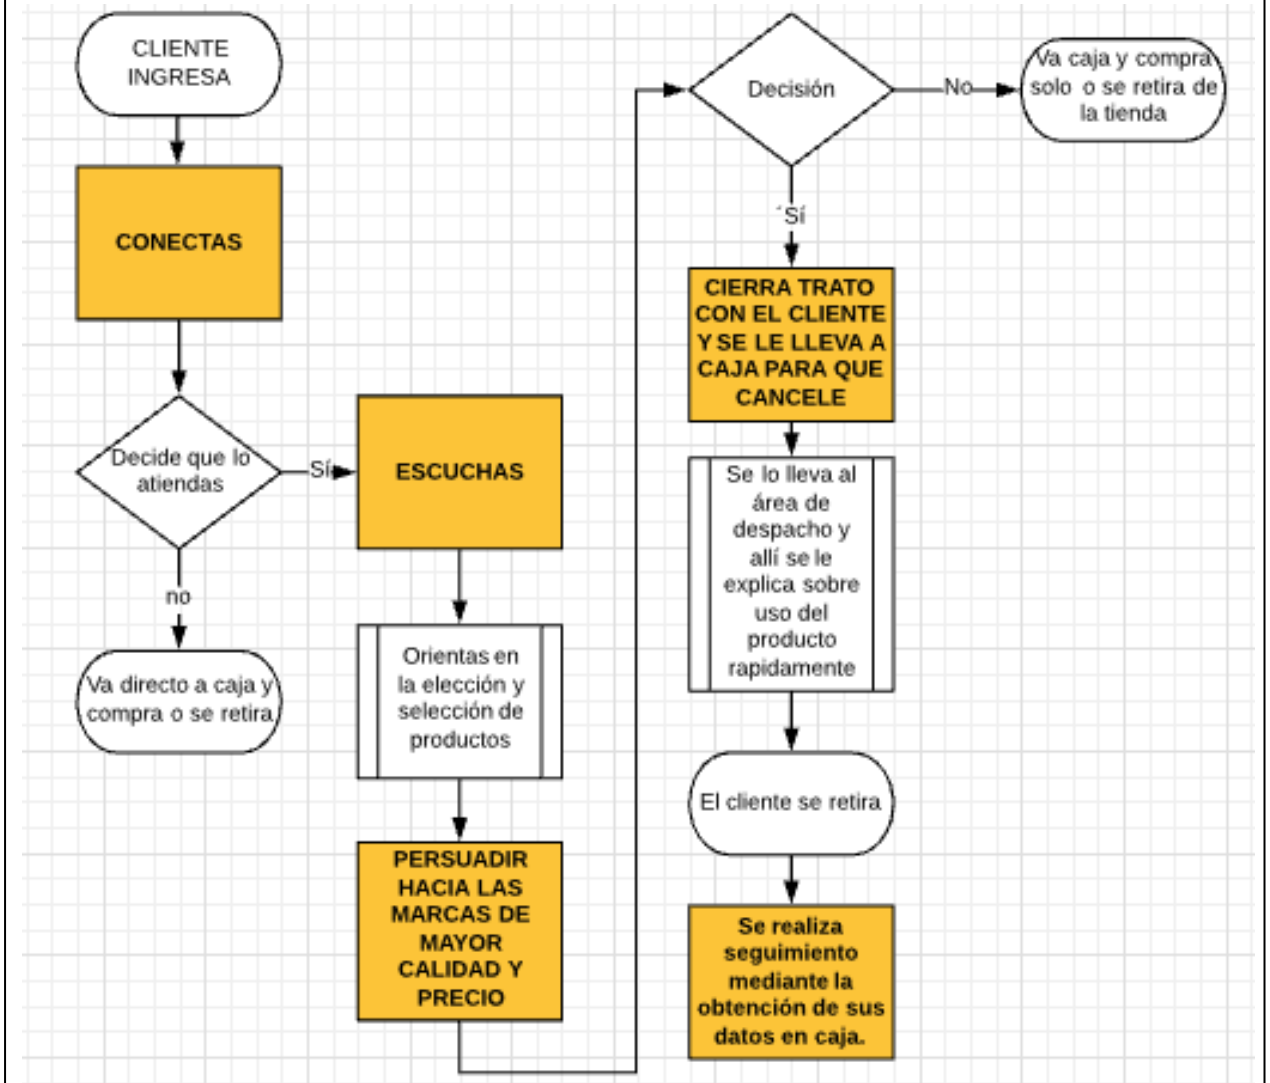 CLIENTE
INGRESA
CONECTAS
Decide que lo
atiendas
Sí
no
Va directo a caja y
compra o se retira
ESCUCHAS
Orientas en
la elección y
selección de
productos
PERSUADIR
HACIA LAS
MARCAS DE
MAYOR
CALIDAD Y
PRECIO
Decisión
No
Va caja y compra
solo o se retira de
la tienda
´Sí
CIERRA TRATO
CON EL CLIENTE
Y SE LE LLEVA A
CAJA PARA QUE
CANCELE
Se lo lleva al
área de
despacho y
allí se le
explica sobre
uso del
producto
rapidamente
El cliente se retira
Se realiza
seguimiento
mediante la
obtención de sus
datos en caja.